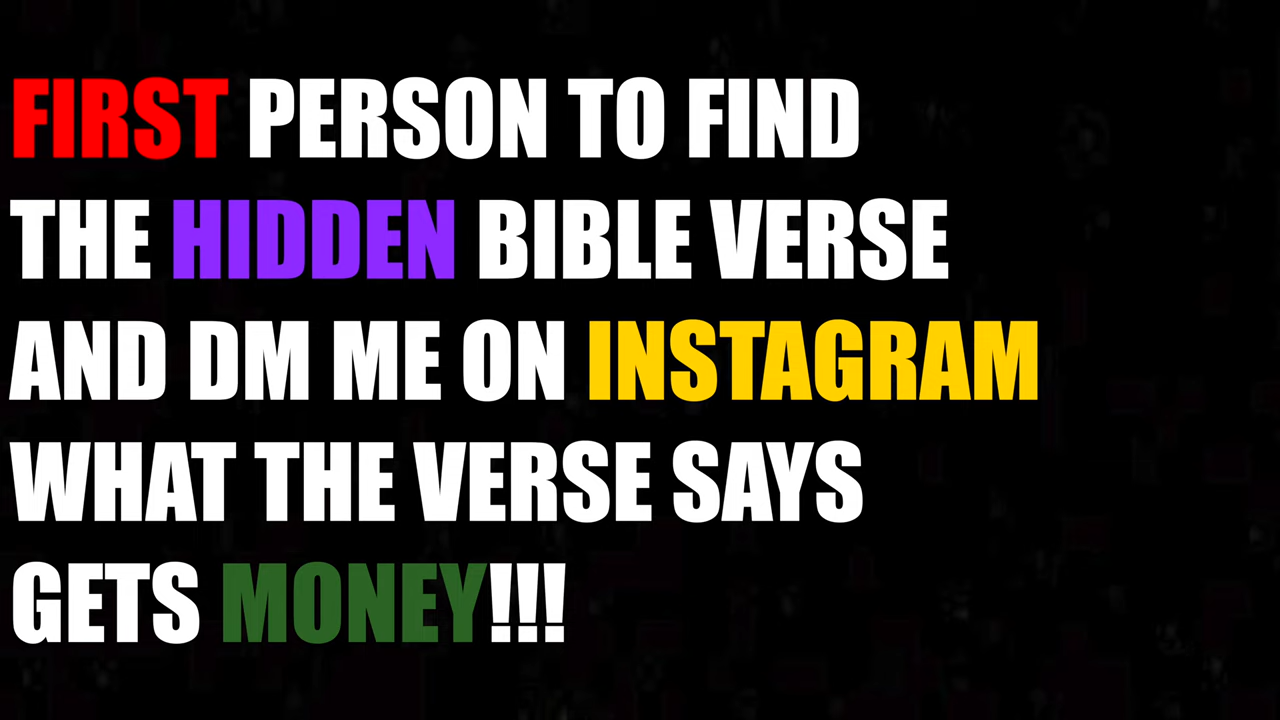 FIRST PERSON TO FIND
THE HIDDEN BIBLE VERSE
AND DM ME ON INSTAGRAM
WHAT THE VERSE SAYS
GETS MONEY!!!